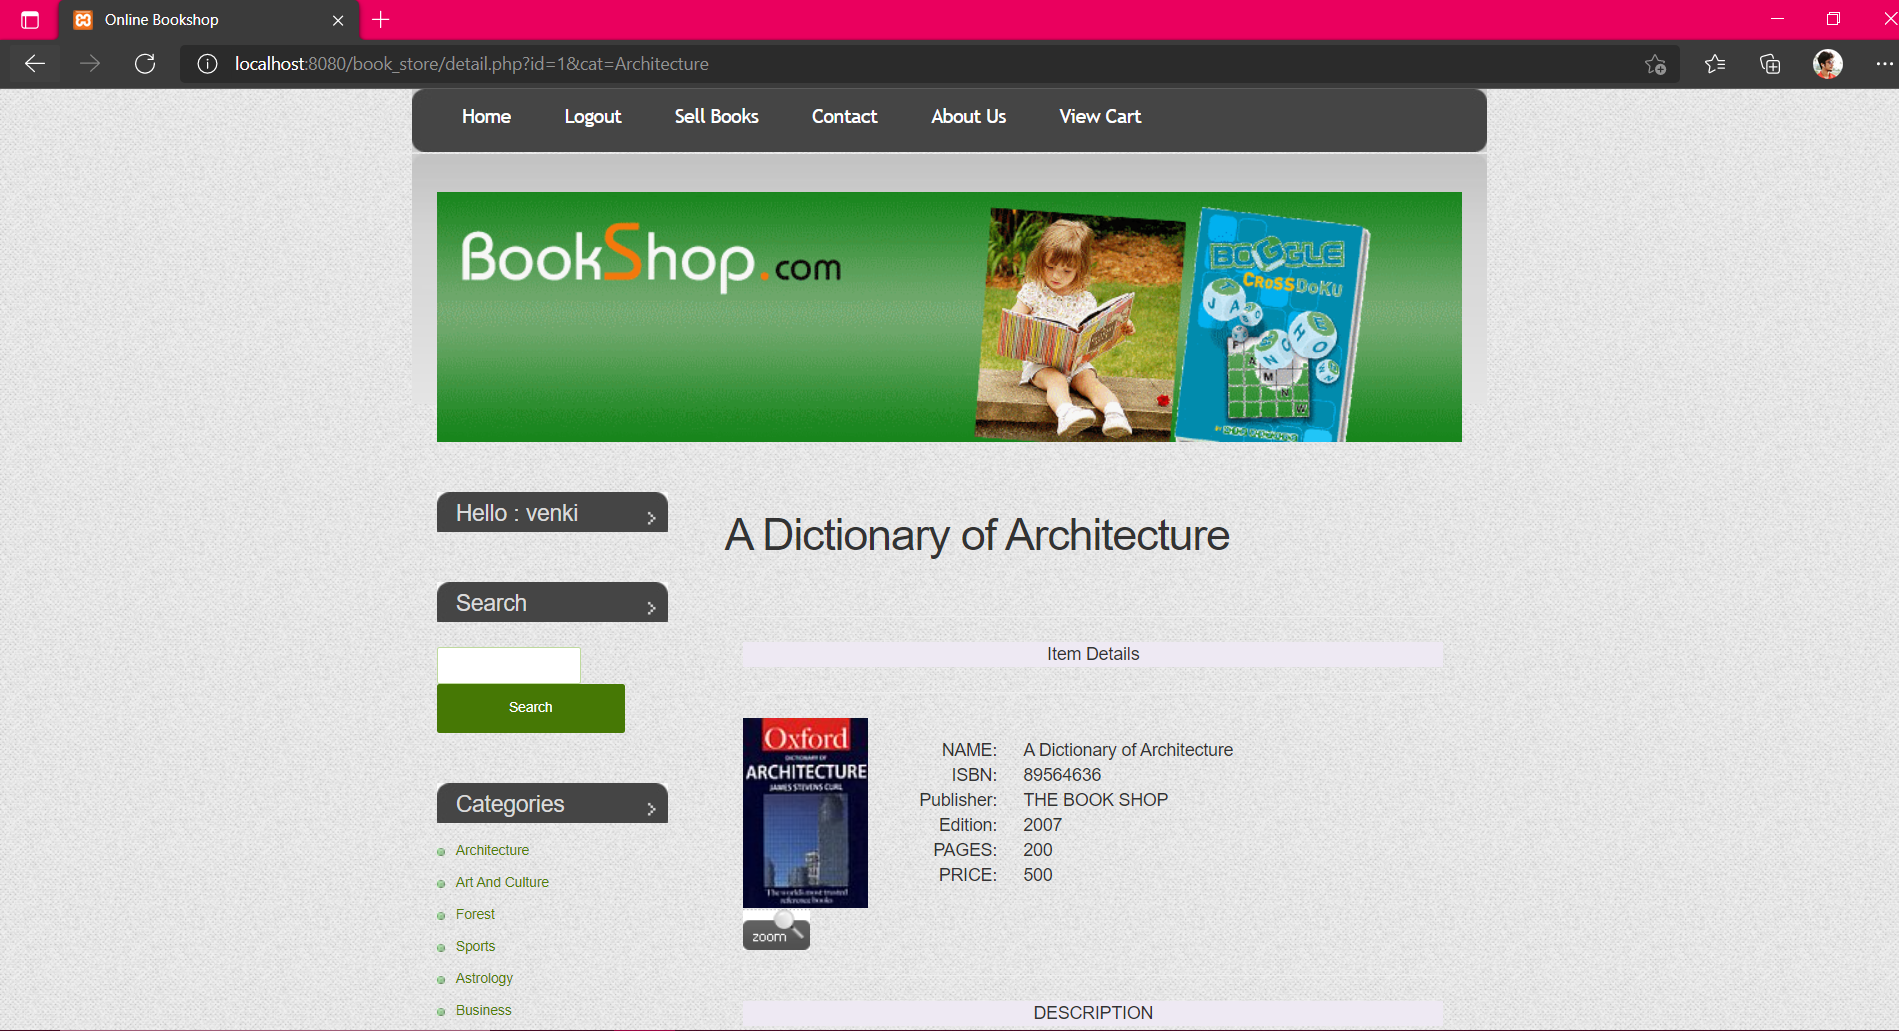 Online Bookshop
localhost:8080/book_store/detail.php?id=1&cat=Architecture
Home Logout Sell Books Contact About Us View Cart
BookShop.com
BOGGLE
CROSSDOKU
Hello : venki
A Dictionary of Architecture
Search
Item Details
Search
Oxford
DICTIONARY OF
ARCHITECTURE
JAMES STEVENS CURL
The world's most trusted
reference books
zoom
NAME: A Dictionary of Architecture
ISBN: 89564636
Publisher: THE BOOK SHOP
Edition: 2007
PAGES: 200
PRICE: 500
Categories
Architecture
Art And Culture
Forest
Sports
Astrology
Business
DESCRIPTION